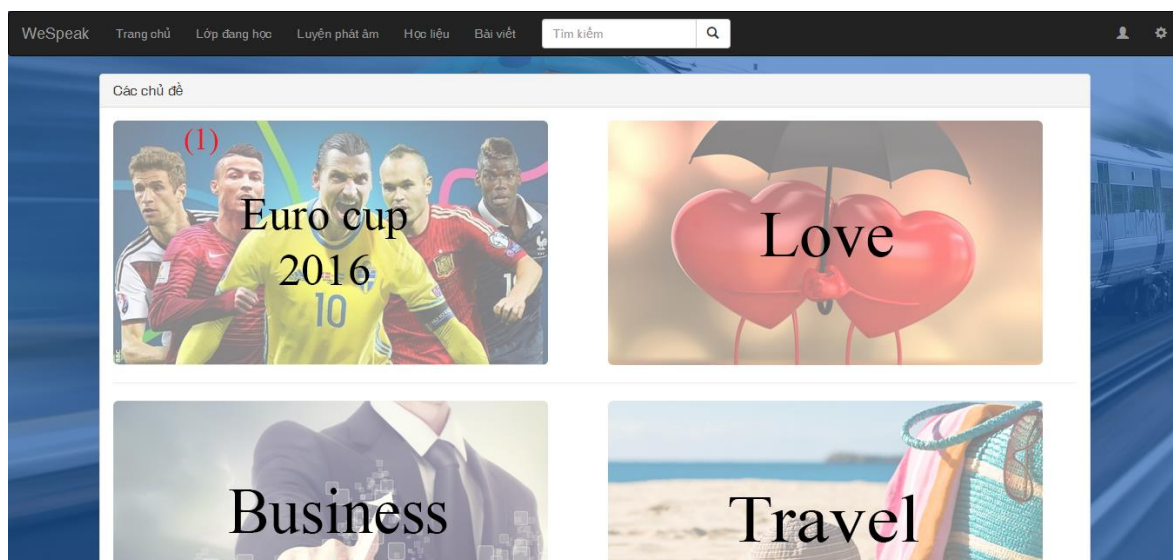 WeSpeak Trang chủ Lớp đang học Luyện phát âm Học liệu Bài viết Tìm kiếm
Các chủ đề
(1)
Euro cup
2016
10
Love
Business
Travel